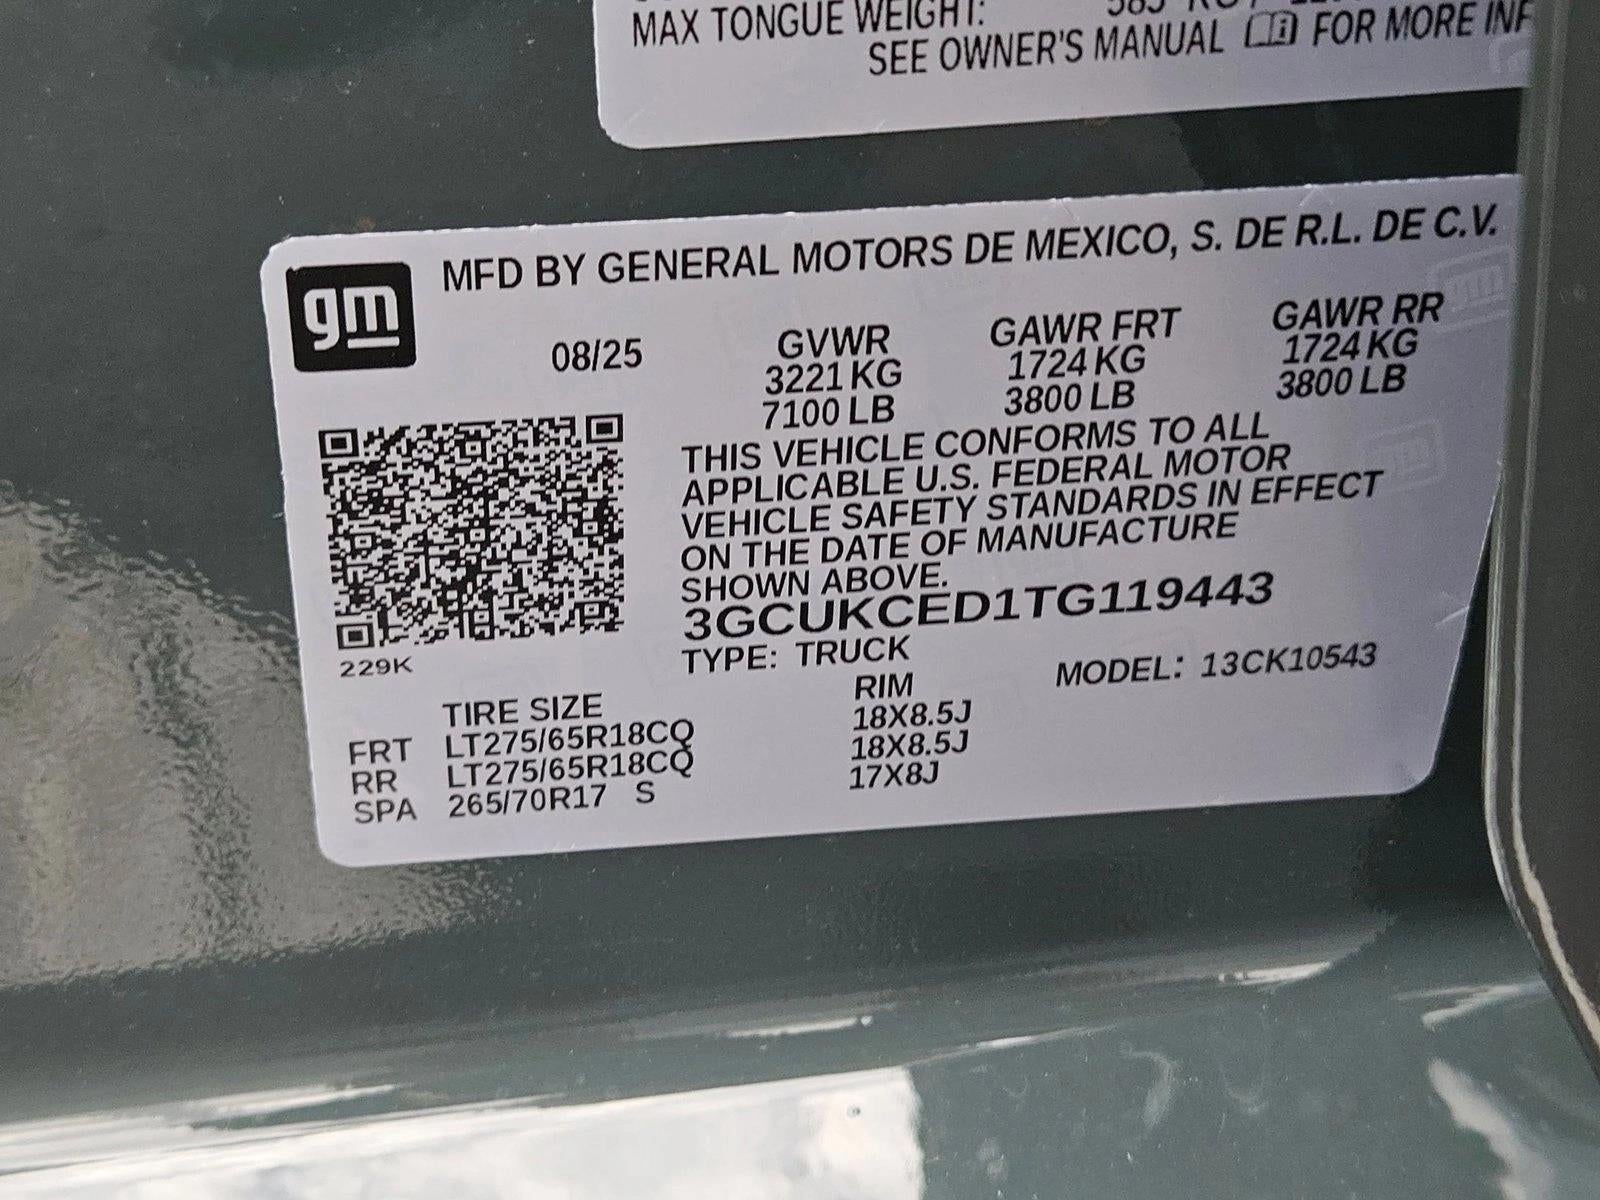 MAX TONGUE WEIGHT:
SEE OWNER'S MANUAL FOR MORE
gm
MFD BY GENERAL MOTORS DE MEXICO, S. DE R.L. DE C.V.
08/25
GVWR
3221 KG
7100 LB
GAWR FRT
1724 KG
3800 LB
GAWR RR
1724 KG
3800 LB
THIS VEHICLE CONFORMS TO ALL
APPLICABLE U.S. FEDERAL MOTOR
VEHICLE SAFETY STANDARDS IN EFFECT
ON THE DATE OF MANUFACTURE
SHOWN ABOVE.
3GCUKCED1TG119443
229K
TYPE: TRUCK
MODEL: 13CK10543
TIRE SIZE RIM
FRT LT275/65R18CQ 18X8.5J
RR LT275/65R18CQ 18X8.5J
SPA 265/70R17 S 17X8J